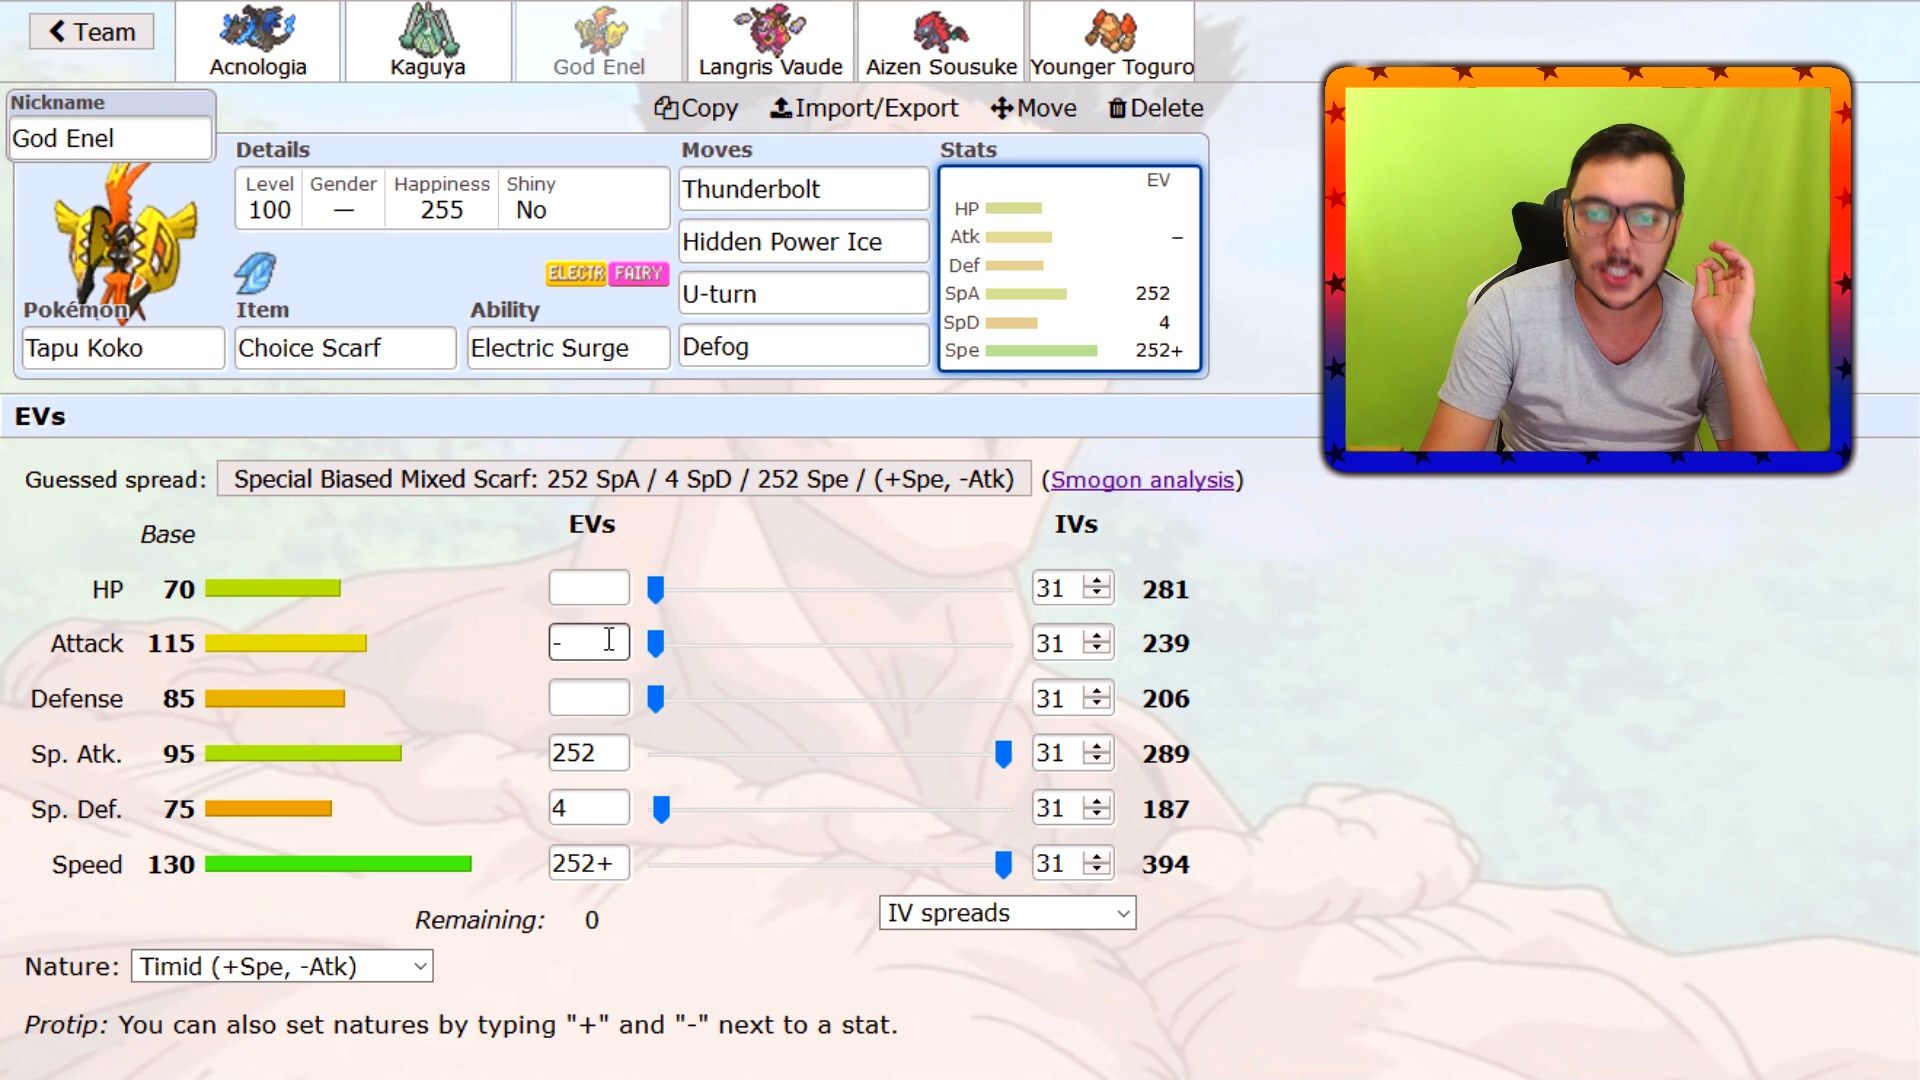 Team
Acnologia
Kaguya
God Enel
Langris Vaude
Aizen Sousuke
Younger Toguro
Nickname
God Enel
Copy
Import/Export
Move
Delete
Details
Level
100
Gender
—
Happiness
255
Shiny
No
ELECTR FAIRY
Pokémon
Tapu Koko
Item
Choice Scarf
Ability
Electric Surge
Moves
Thunderbolt
Hidden Power Ice
U-turn
Defog
Stats
EV
HP
Atk –
Def
SpA 252
SpD 4
Spe 252+
EVs
Guessed spread: Special Biased Mixed Scarf: 252 SpA / 4 SpD / 252 Spe / (+Spe, -Atk) (Smogon analysis)
Base EVs IVs
HP 70 31 281
Attack 115 - 31 239
Defense 85 31 206
Sp. Atk. 95 252 31 289
Sp. Def. 75 4 31 187
Speed 130 252+ 31 394
Remaining: 0 IV spreads
Nature: Timid (+Spe, -Atk)
Protip: You can also set natures by typing "+" and "-" next to a stat.